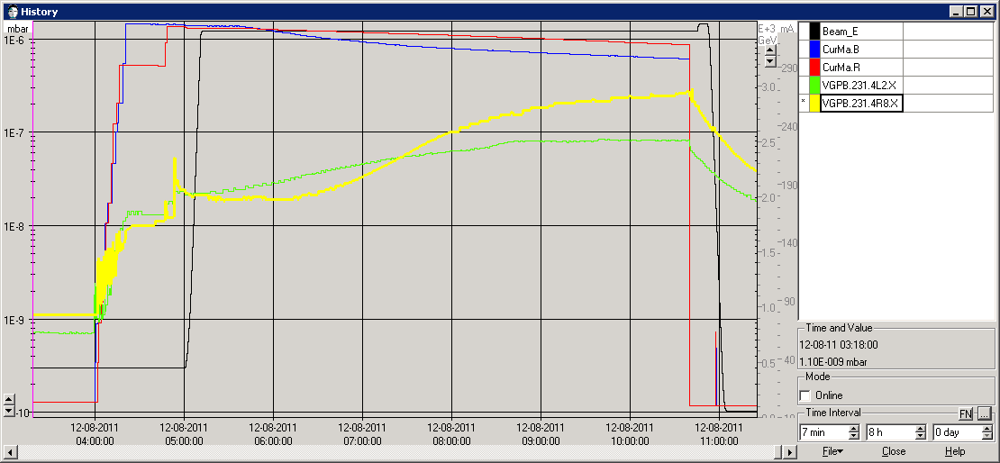 History
mbar
E+3
mA
GeV
1E-6
1E-7
1E-8
1E-9
-10
3.0
2.5
2.0
1.5
1.0
0.5
290
240
190
140
90
40
12-08-2011 12-08-2011 12-08-2011 12-08-2011 12-08-2011 12-08-2011 12-08-2011 12-08-2011
04:00:00 05:00:00 06:00:00 07:00:00 08:00:00 09:00:00 10:00:00 11:00:00
Beam_E
CurMa.B
CurMa.R
VGPB.231.4L2.X
* VGPB.231.4R8.X
Time and Value
12-08-11 03:18:00
1.10E-009 mbar
Mode
Online
Time Interval
FN
...
7 min
8 h
0 day
File
Close
Help